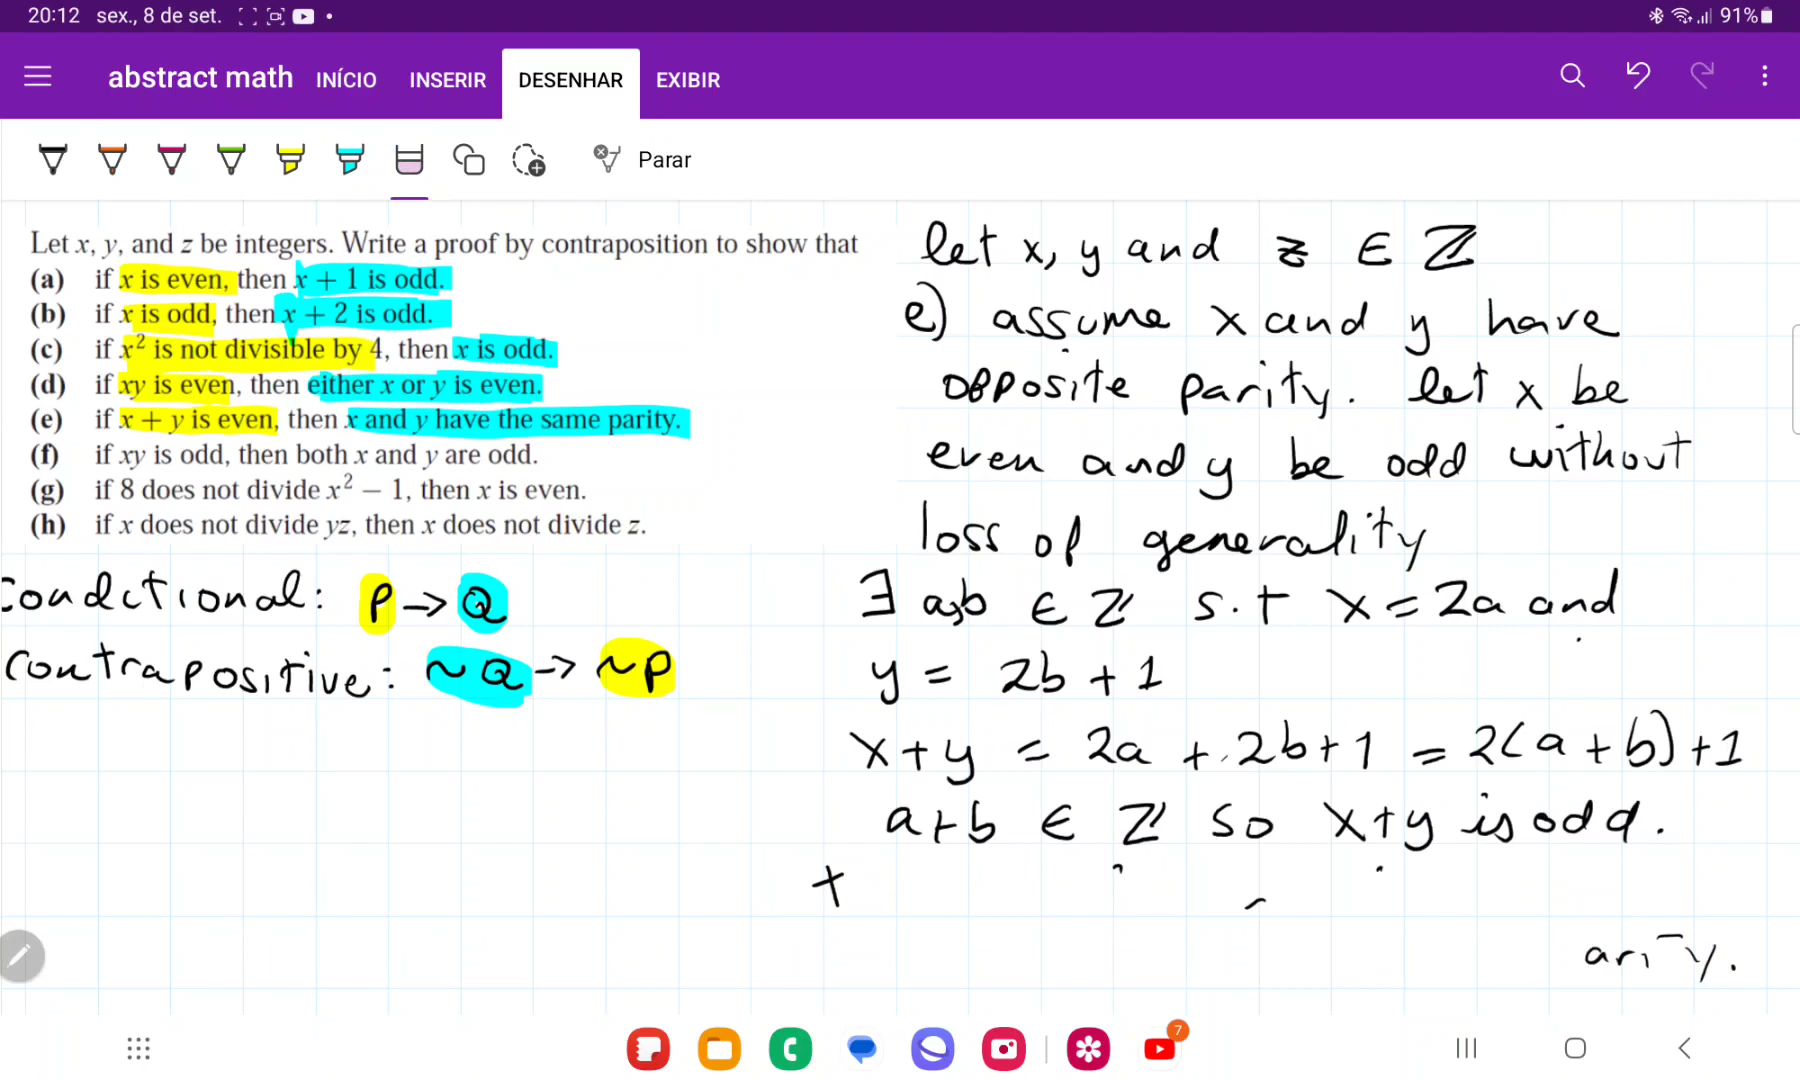 20:12 sex., 8 de set.
91%
abstract math INÍCIO INSERIR DESENHAR EXIBIR
Parar
Let x, y, and z be integers. Write a proof by contraposition to show that
(a) if x is even, then x + 1 is odd.
(b) if x is odd, then x + 2 is odd.
(c) if x² is not divisible by 4, then x is odd.
(d) if xy is even, then either x or y is even.
(e) if x + y is even, then x and y have the same parity.
(f) if xy is odd, then both x and y are odd.
(g) if 8 does not divide x² − 1, then x is even.
(h) if x does not divide yz, then x does not divide z.
Conditional: P → Q
Contrapositive: ~Q → ~P
let x, y and z ∈ ℤ
e) assume x and y have
opposite parity. let x be
even and y be odd without
loss of generality
∃ a,b ∈ ℤ s.t x = 2a and
y = 2b + 1
x+y = 2a + 2b+1 = 2(a+b)+1
a+b ∈ ℤ so x+y is odd.
7